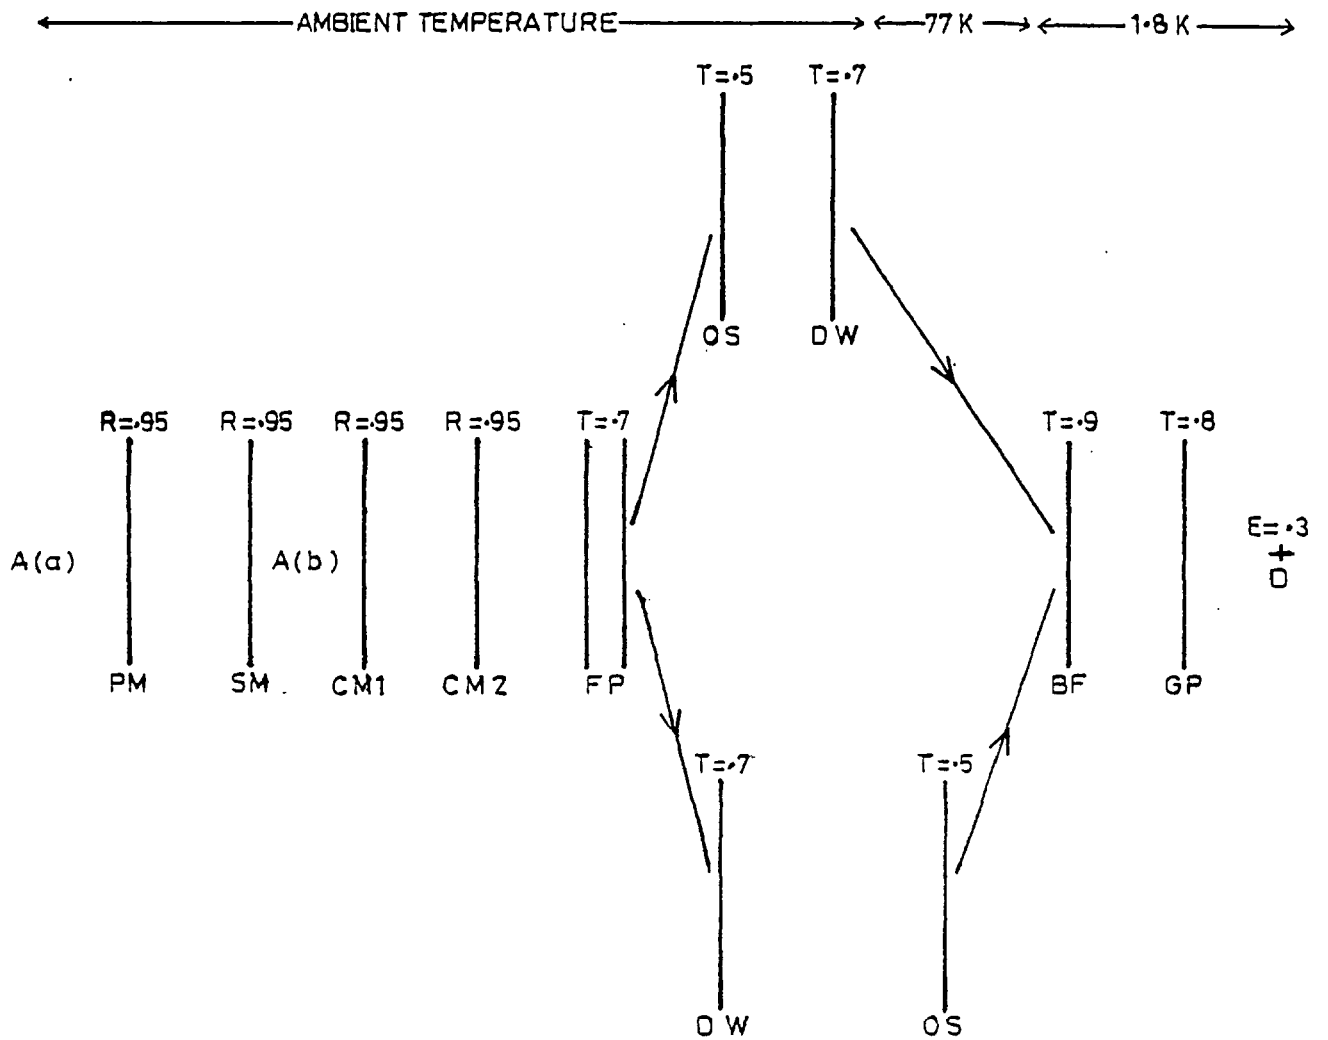 AMBIENT TEMPERATURE 77 K 1·8 K
T=·5 T=·7
OS DW
R=·95 R=·95 R=·95 R=·95 T=·7 T=·9 T=·8
E=·3
A(a) A(b) D
PM SM CM1 CM2 FP BF GP
T=·7 T=·5
DW OS